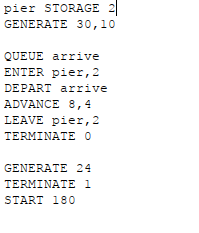 pier STORAGE 2
GENERATE 30,10
QUEUE arrive
ENTER pier,2
DEPART arrive
ADVANCE 8,4
LEAVE pier,2
TERMINATE 0
GENERATE 24
TERMINATE 1
START 180